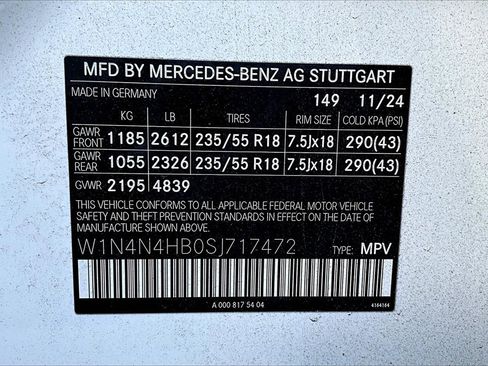 MFD BY MERCEDES-BENZ AG STUTTGART
MADE IN GERMANY 149 11/24
KG LB TIRES RIM SIZE COLD KPA(PSI)
GAWR FRONT 1185 2612 235/55 R18 7.5Jx18 290(43)
GAWR REAR 1055 2326 235/55 R18 7.5Jx18 290(43)
GVWR 2195 4839
THIS VEHICLE CONFORMS TO ALL APPLICABLE FEDERAL MOTOR VEHICLE
SAFETY AND THEFT PREVENTION STANDARDS IN EFFECT ON THE DATE
OF MANUFACTURE SHOWN ABOVE.
W1N4N4HB0SJ717472 TYPE: MPV
A 000 817 54 04 4164164